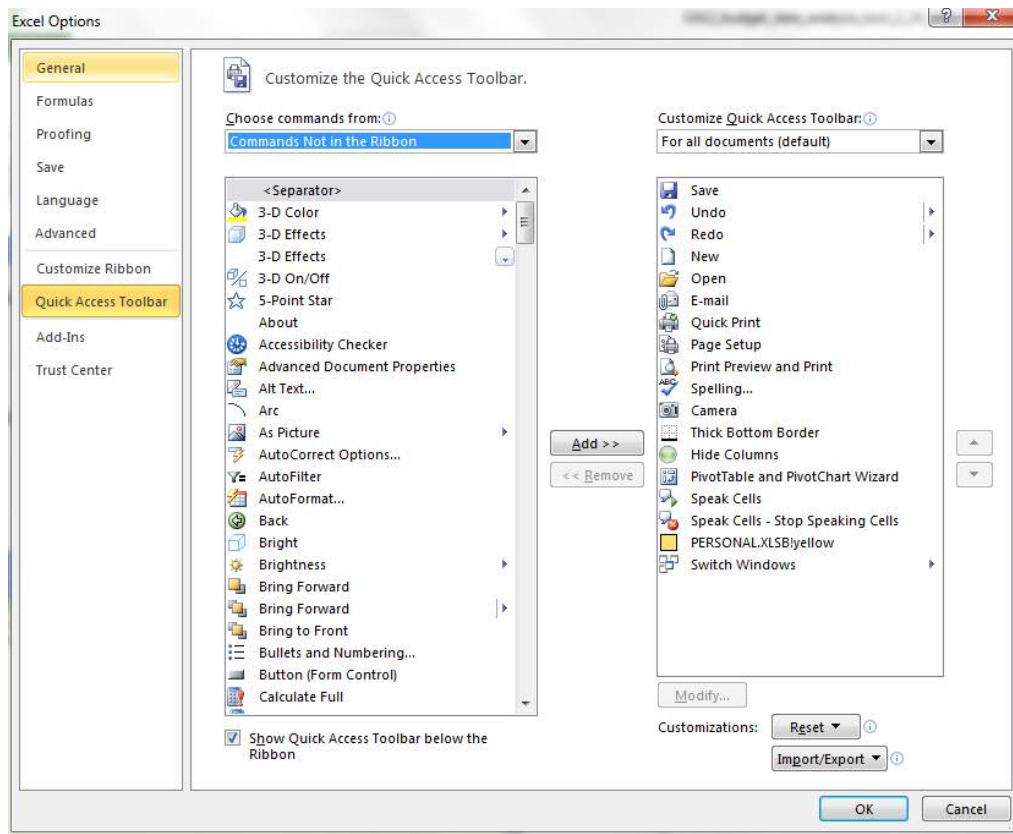 Excel Options
General
Formulas
Proofing
Save
Language
Advanced
Customize Ribbon
Quick Access Toolbar
Add-Ins
Trust Center
Customize the Quick Access Toolbar.
Choose commands from:
Commands Not in the Ribbon
<Separator>
3-D Color
3-D Effects
3-D Effects
3-D On/Off
5-Point Star
About
Accessibility Checker
Advanced Document Properties
Alt Text...
Arc
As Picture
AutoCorrect Options...
AutoFilter
AutoFormat...
Back
Bright
Brightness
Bring Forward
Bring Forward
Bring to Front
Bullets and Numbering...
Button (Form Control)
Calculate Full
Show Quick Access Toolbar below the
Ribbon
Add >>
<< Remove
Customize Quick Access Toolbar:
For all documents (default)
Save
Undo
Redo
New
Open
E-mail
Quick Print
Page Setup
Print Preview and Print
Spelling...
Camera
Thick Bottom Border
Hide Columns
PivotTable and PivotChart Wizard
Speak Cells
Speak Cells - Stop Speaking Cells
PERSONAL.XLSB!yellow
Switch Windows
Modify...
Customizations:
Reset
Import/Export
OK
Cancel